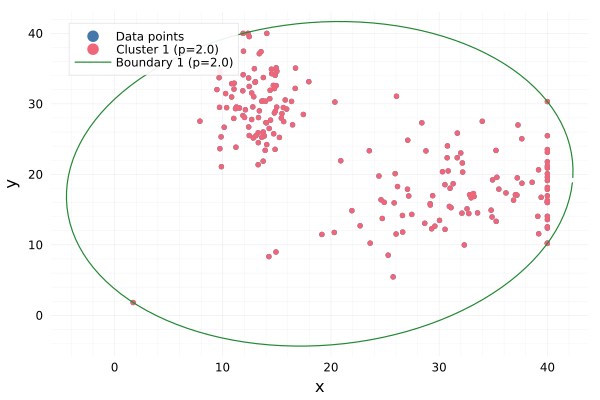 Data points
Cluster 1 (p=2.0)
Boundary 1 (p=2.0)
40
30
20
10
0
y
0 10 20 30 40
x